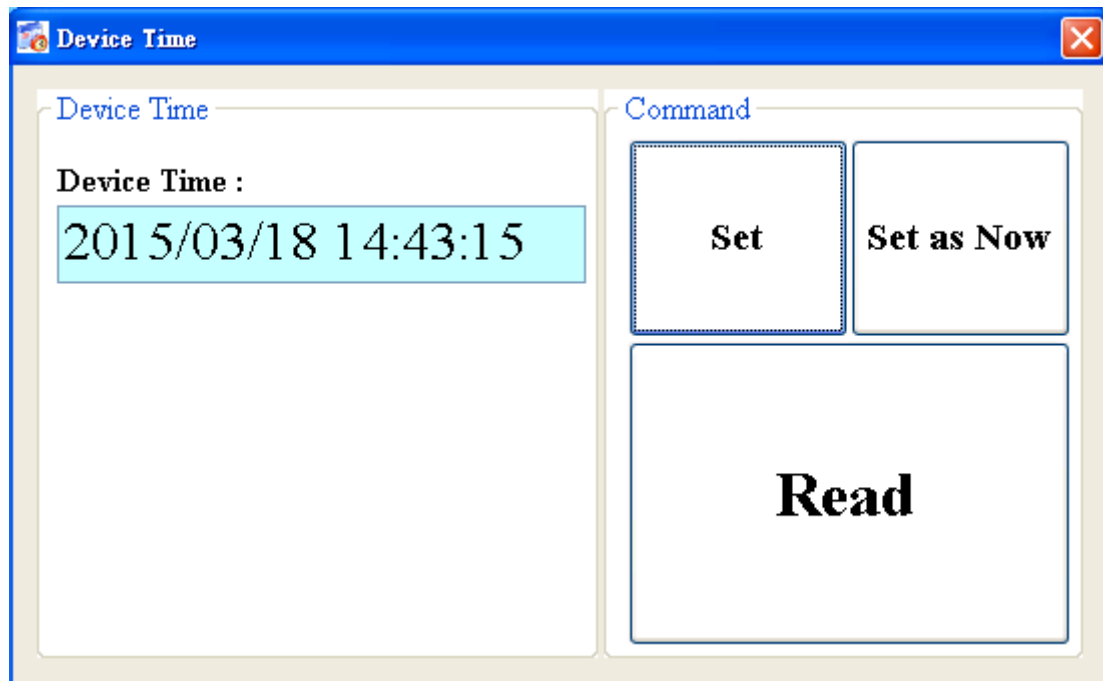 Device Time
Device Time
Device Time :
2015/03/18 14:43:15
Command
Set
Set as Now
Read